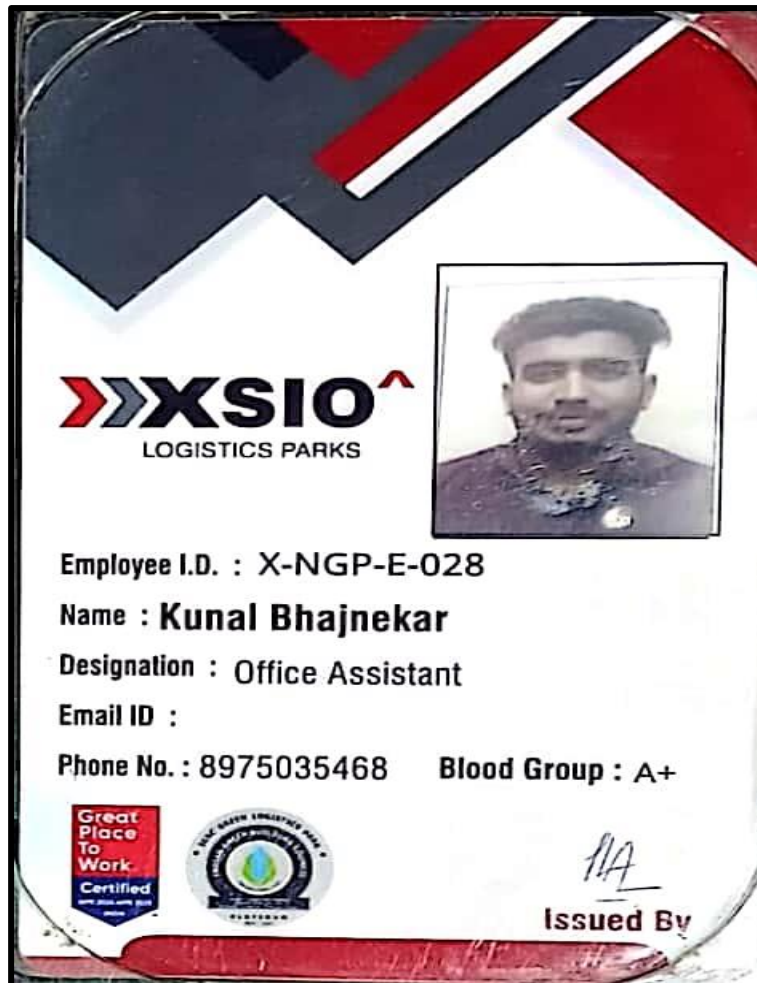 XSIO
LOGISTICS PARKS
Employee I.D. : X-NGP-E-028
Name : Kunal Bhajnekar
Designation : Office Assistant
Email ID :
Phone No. : 8975035468 Blood Group : A+
Great
Place
To
Work
Certified
INDIA
Issued By